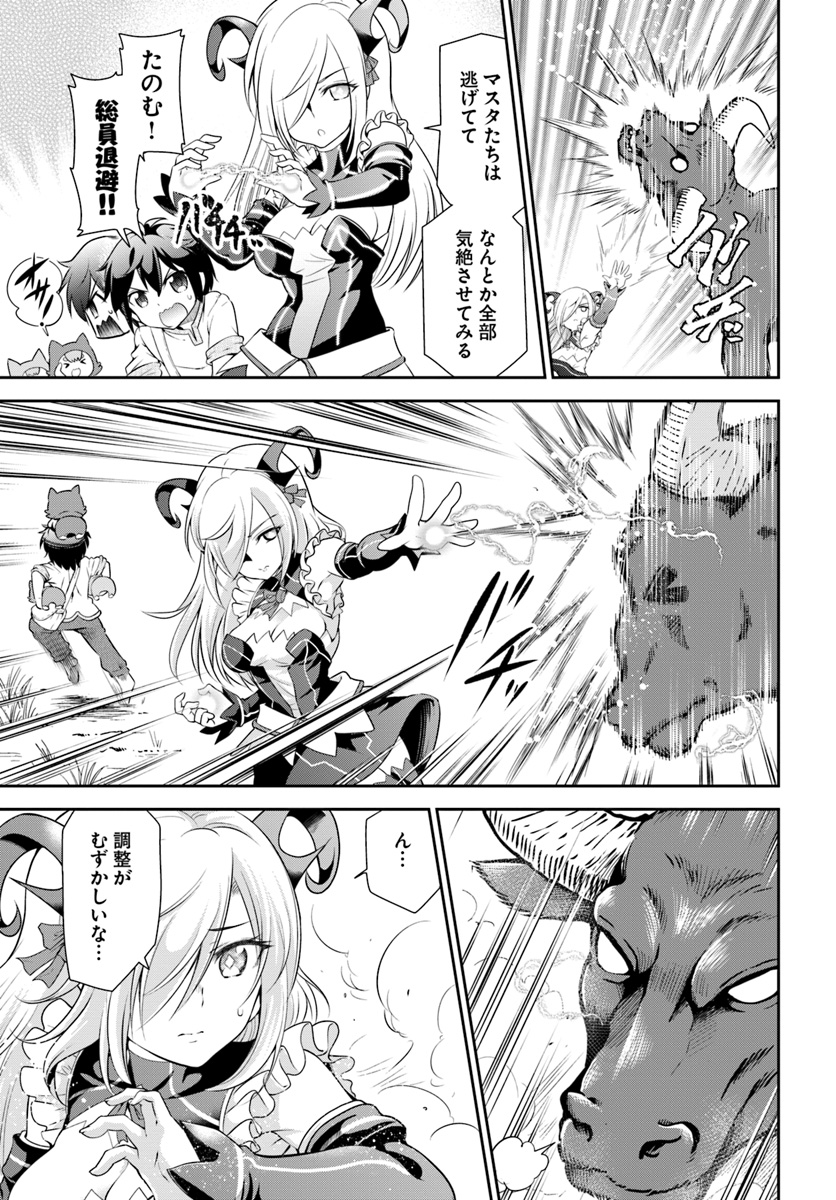 マスタたちは
逃げてて
なんとか全部
気絶させてみる
バチチチ…
たのむ!
総員退避!!
バチッ
ん…
調整が
むずかしいな…